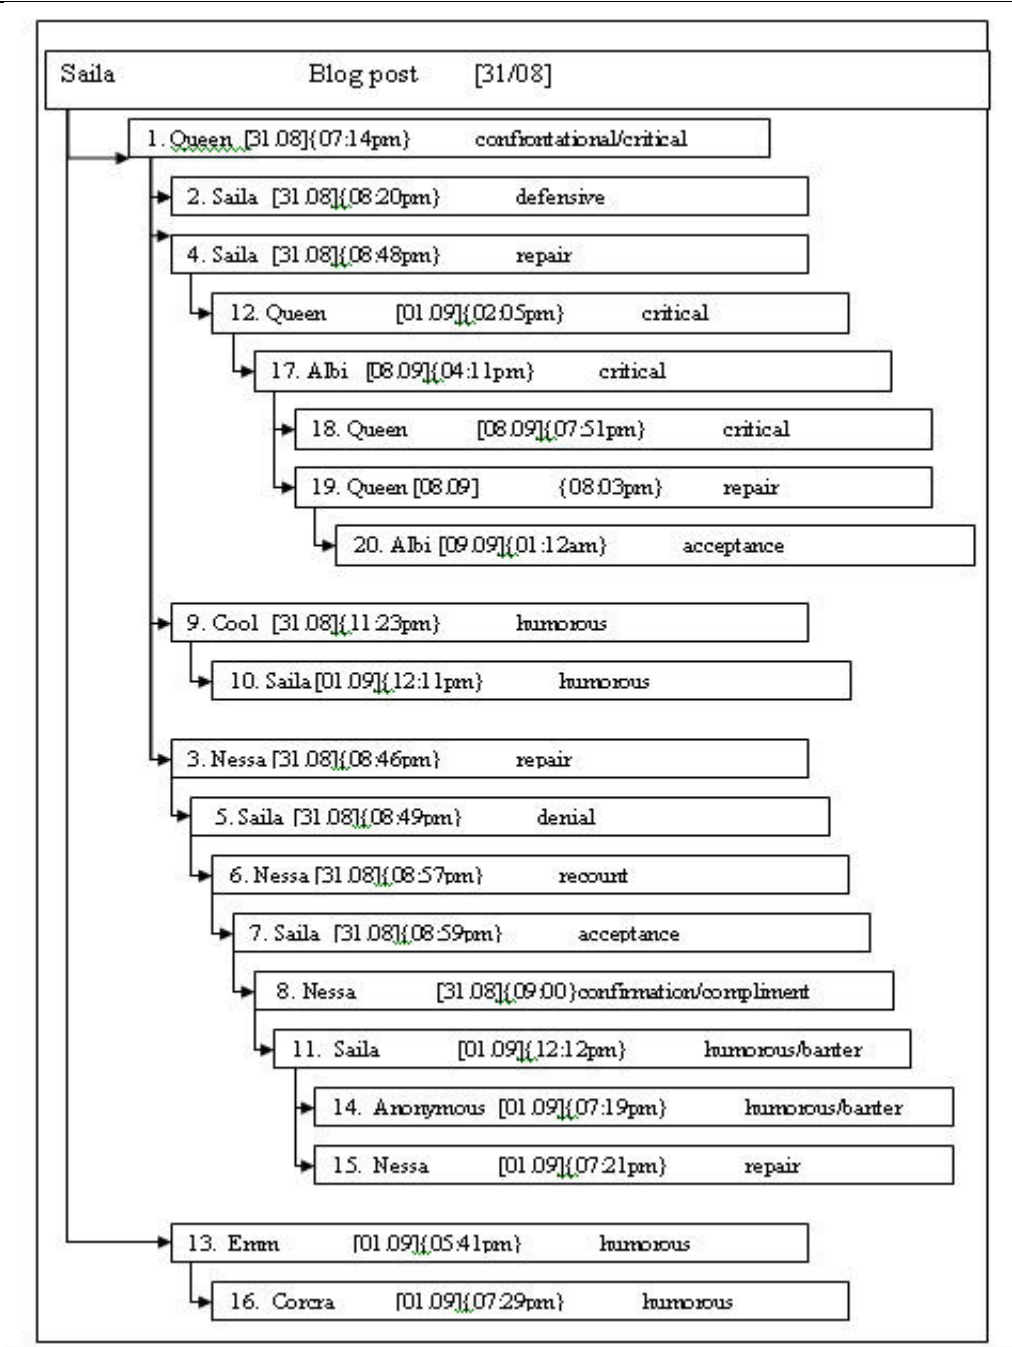 Saila Blog post [31/08]
1. Queen [31.08]{07:14pm} confrontational/critical
2. Saila [31.08]{08:20pm} defensive
4. Saila [31.08]{08:48pm} repair
12. Queen [01.09]{02:05pm} critical
17. Albi [08.09]{04:11pm} critical
18. Queen [08.09]{07:51pm} critical
19. Queen [08.09] {08:03pm} repair
20. Albi [09.09]{01:12am} acceptance
9. Cool [31.08]{11:23pm} humorous
10. Saila [01.09]{12:11pm} humorous
3. Nessa [31.08]{08:46pm} repair
5. Saila [31.08]{08:49pm} denial
6. Nessa [31.08]{08:57pm} recount
7. Saila [31.08]{08:59pm} acceptance
8. Nessa [31.08]{09:00}confirmation/compliment
11. Saila [01.09]{12:12pm} humorous/banter
14. Anonymous [01.09]{07:19pm} humorous/banter
15. Nessa [01.09]{07:21pm} repair
13. Emm [01.09]{05:41pm} humorous
16. Corcra [01.09]{07:29pm} humorous